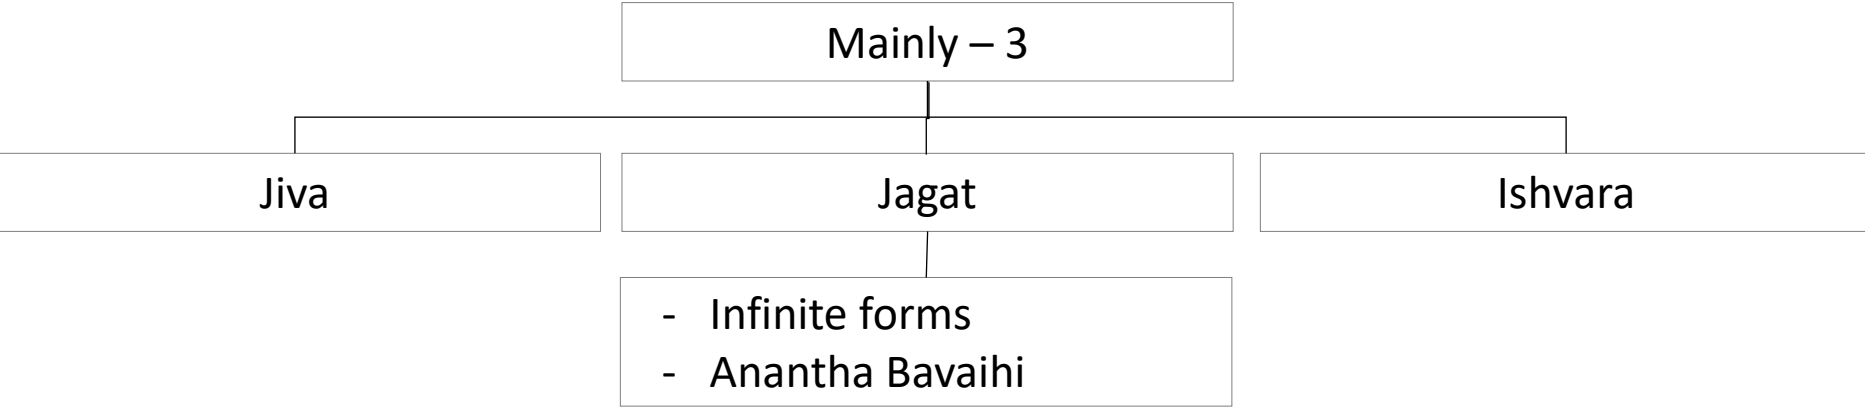 Mainly – 3
Jiva
Jagat
Ishvara
- Infinite forms
- Anantha Bavaihi